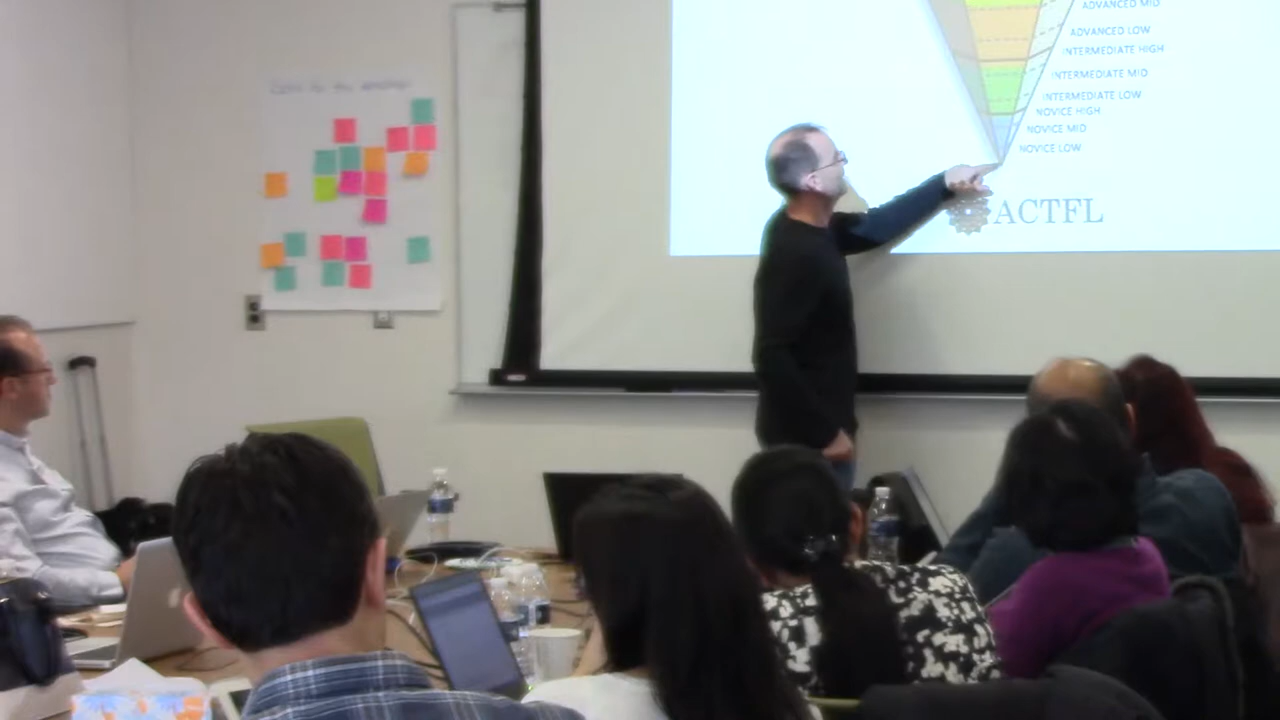 ADVANCED MID
ADVANCED LOW
INTERMEDIATE HIGH
INTERMEDIATE MID
INTERMEDIATE LOW
NOVICE HIGH
NOVICE MID
NOVICE LOW
ACTFL